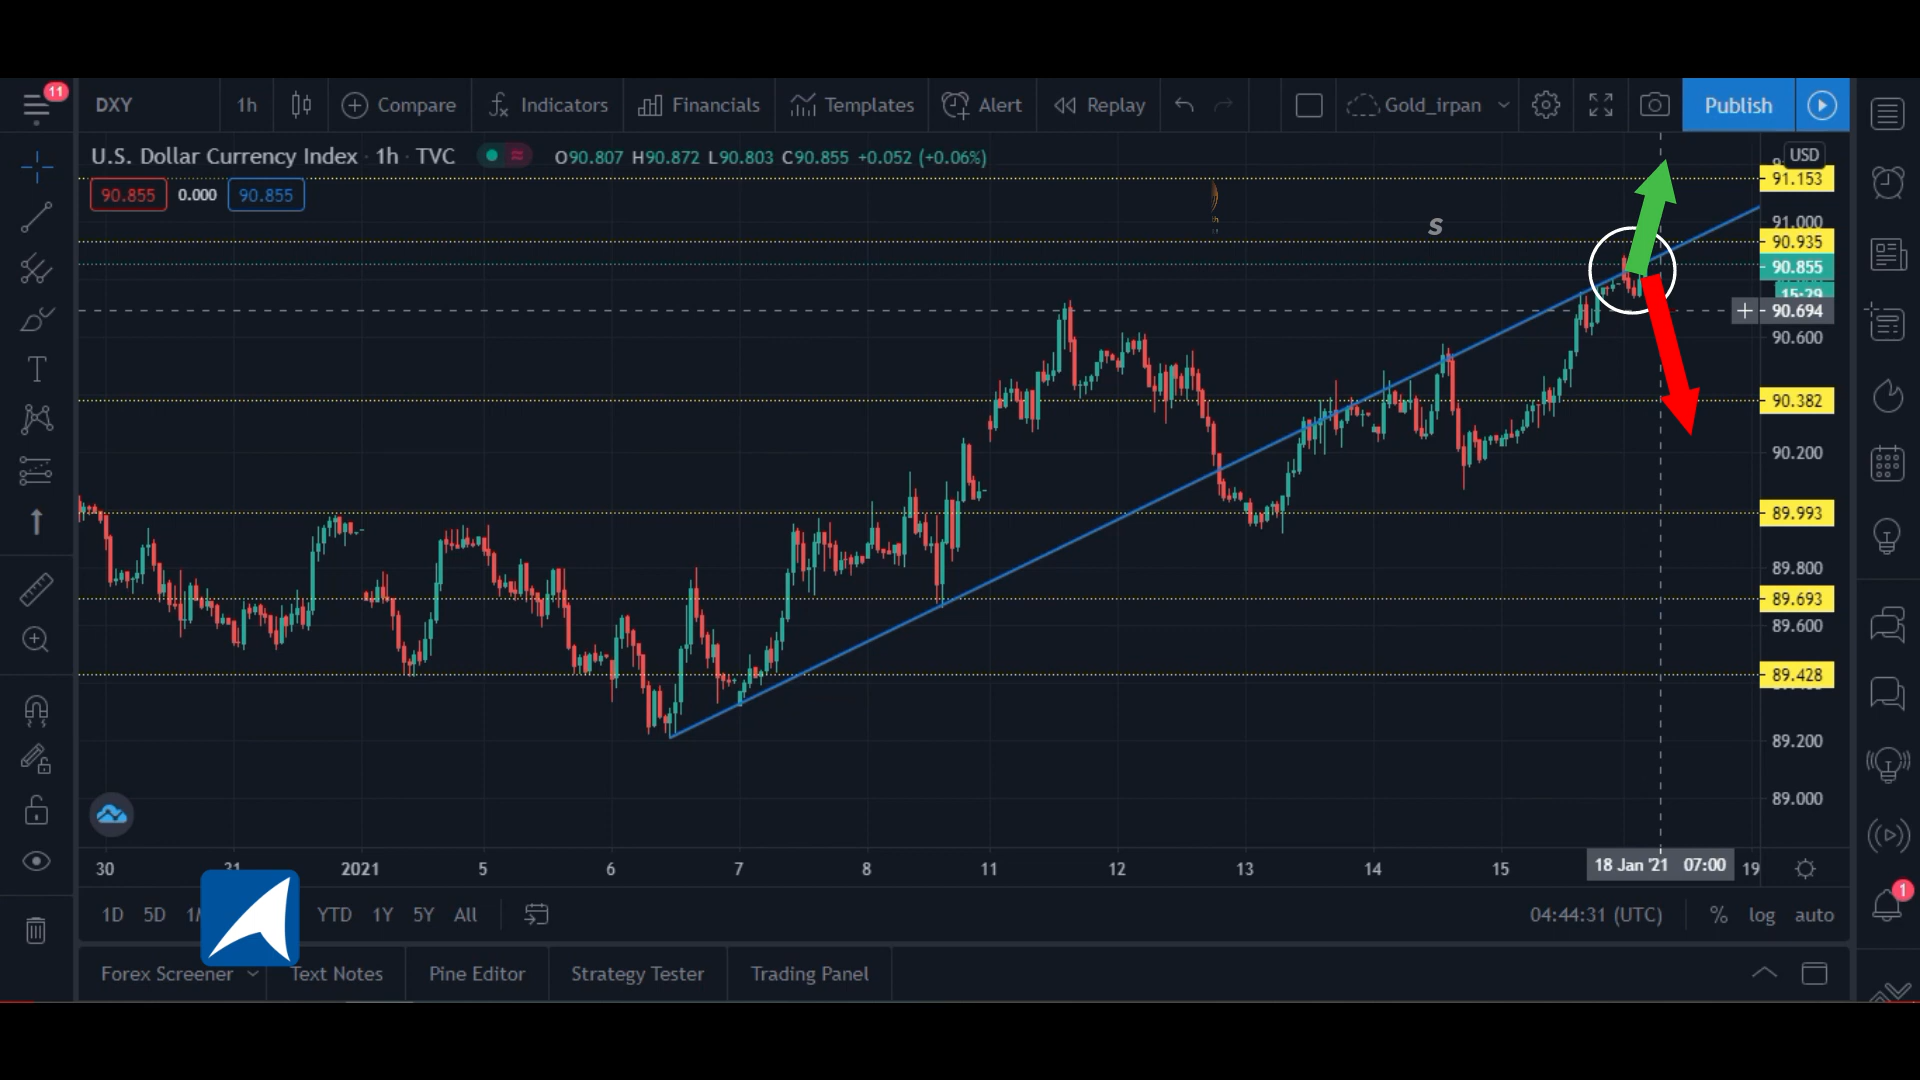 11
DXY 1h Compare Indicators Financials Templates Alert Replay Gold_irpan Publish
U.S. Dollar Currency Index · 1h · TVC O90.807 H90.872 L90.803 C90.855 +0.052 (+0.06%)
USD
90.855 0.000 90.855
91.153
91.000
90.935
90.855
15:29
90.694
90.600
90.382
90.200
89.993
89.800
89.693
89.600
89.428
89.200
89.000
S
30 31 2021 5 6 7 8 11 12 13 14 15 18 Jan '21 07:00 19
1D 5D YTD 1Y 5Y All 04:44:31 (UTC) % log auto
1
Forex Screener Text Notes Pine Editor Strategy Tester Trading Panel